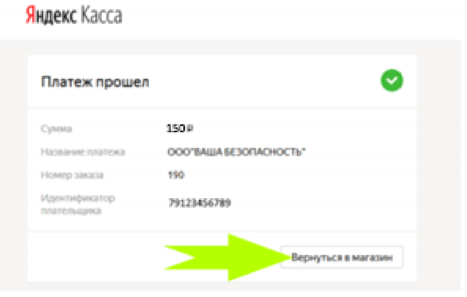 Яндекс Касса
Платеж прошел
Сумма 150 ₽
Название платежа ООО"ВАША БЕЗОПАСНОСТЬ"
Номер заказа 190
Идентификатор
плательщика 79123456789
Вернуться в магазин